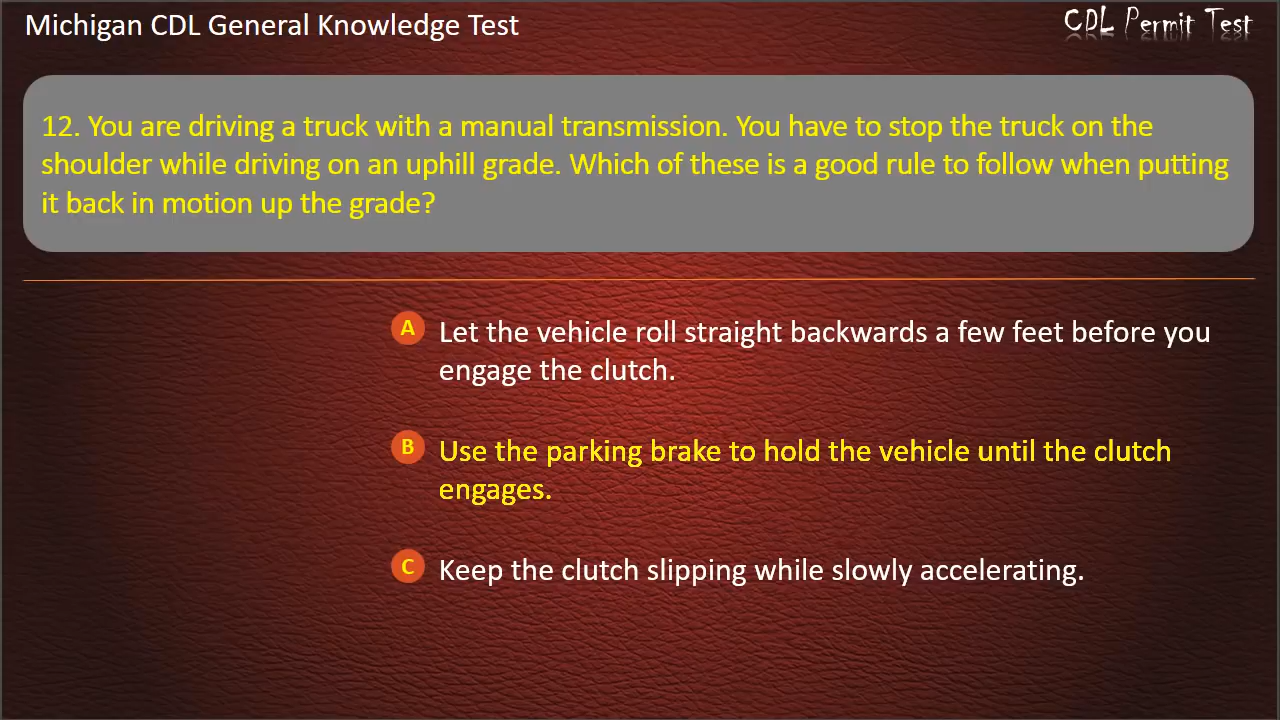 Michigan CDL General Knowledge Test
CDL Permit Test
12. You are driving a truck with a manual transmission. You have to stop the truck on the
shoulder while driving on an uphill grade. Which of these is a good rule to follow when putting
it back in motion up the grade?
A Let the vehicle roll straight backwards a few feet before you
engage the clutch.
B Use the parking brake to hold the vehicle until the clutch
engages.
C Keep the clutch slipping while slowly accelerating.